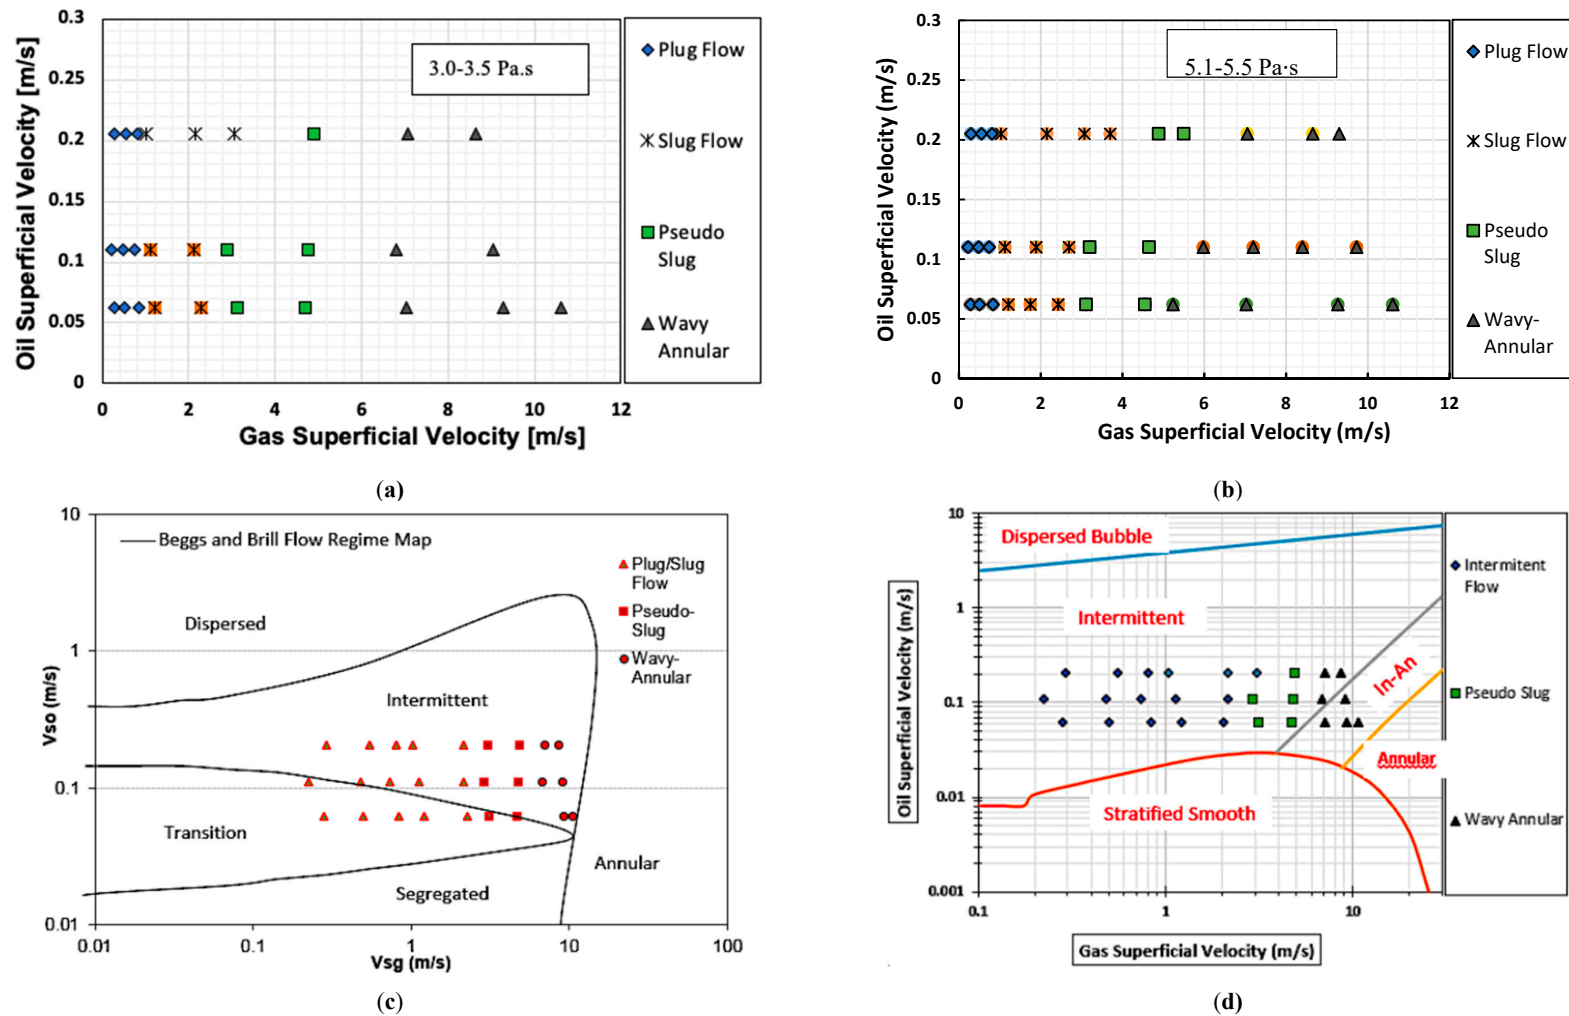 0.3
0.25
0.2
0.15
0.1
0.05
0
0 2 4 6 8 10 12
Oil Superficial Velocity [m/s]
Gas Superficial Velocity [m/s]
3.0-3.5 Pa.s
Plug Flow
Slug Flow
Pseudo
Slug
Wavy
Annular
(a)
0.3
0.25
0.2
0.15
0.1
0.05
0
0 2 4 6 8 10 12
Oil Superficial Velocity (m/s)
Gas Superficial Velocity (m/s)
5.1-5.5 Pa·s
Plug Flow
Slug Flow
Pseudo
Slug
Wavy-
Annular
(b)
10
1
0.1
0.01
0.01 0.1 1 10 100
Vso (m/s)
Vsg (m/s)
Beggs and Brill Flow Regime Map
Plug/Slug
Flow
Pseudo-
Slug
Wavy-
Annular
Dispersed
Intermittent
Transition
Annular
Segregated
(c)
10
1
0.1
0.01
0.001
0.1 1 10
Oil Superficial Velocity (m/s)
Gas Superficial Velocity (m/s)
Dispersed Bubble
Intermittent
In-An
Annular
Stratified Smooth
Intermitent
Flow
Pseudo Slug
Wavy Annular
(d)